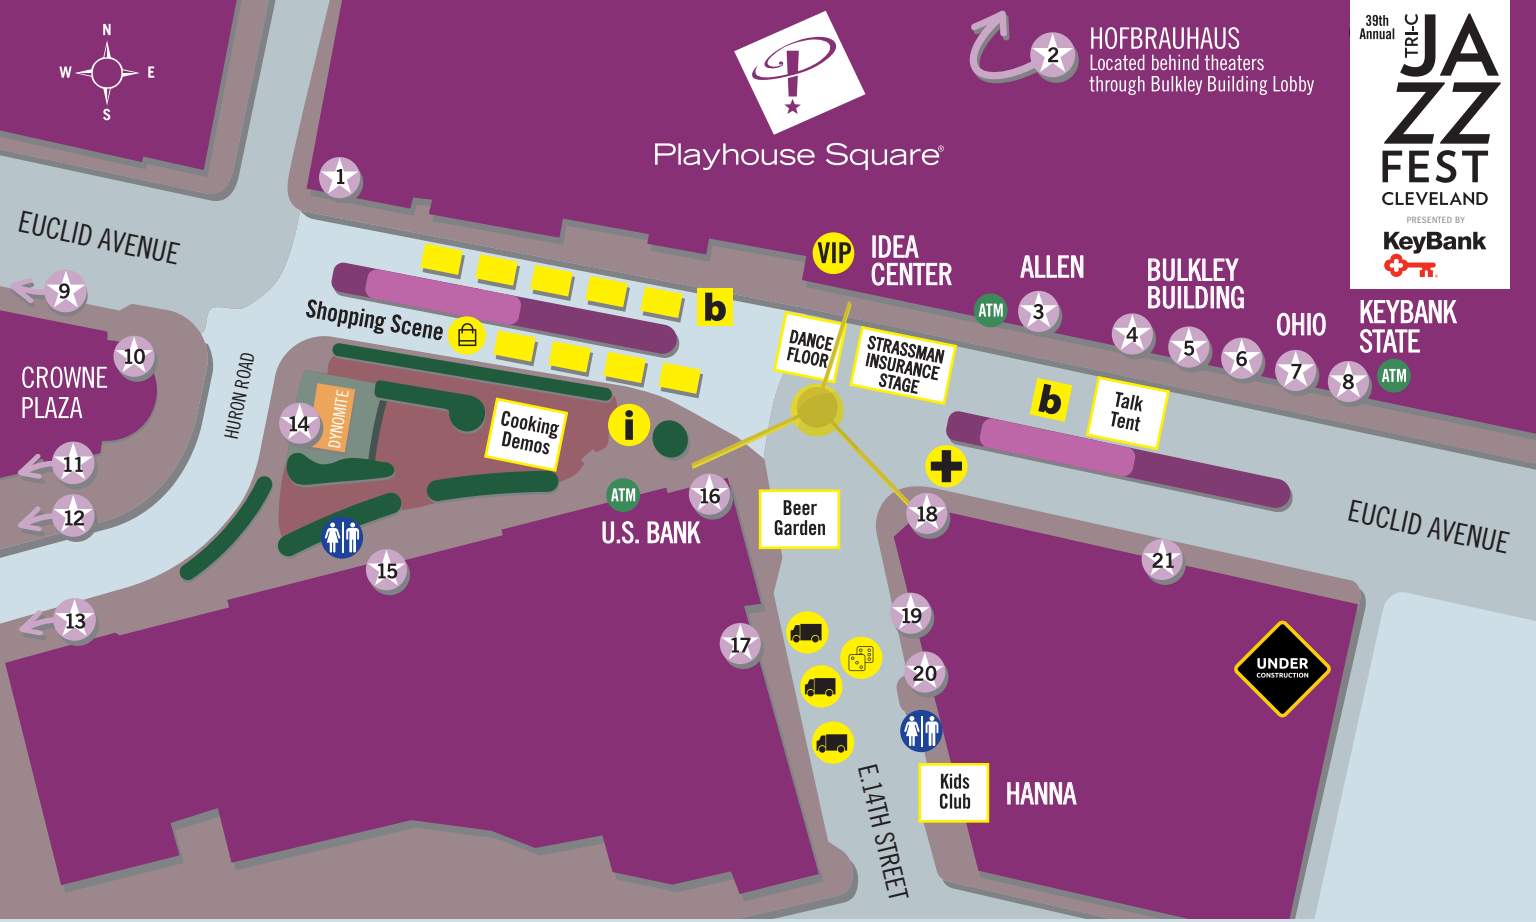 N
W E
S
Playhouse Square®
2
HOFBRAUHAUS
Located behind theaters
through Bulkley Building Lobby
39th
Annual
TRI-C
JA
ZZ
FEST
CLEVELAND
PRESENTED BY
KeyBank
1
EUCLID AVENUE
9
10
CROWNE
PLAZA
11
12
13
HURON ROAD
Shopping Scene
b
VIP
IDEA
CENTER
ATM
ALLEN
3
BULKLEY
BUILDING
4
5
6
OHIO
7
KEYBANK
STATE
8
ATM
DANCE
FLOOR
STRASSMAN
INSURANCE
STAGE
b
Talk
Tent
14
DYNOMITE
Cooking
Demos
i
ATM
U.S. BANK
16
15
Beer
Garden
18
EUCLID AVENUE
21
19
17
20
UNDER
CONSTRUCTION
Kids
Club
HANNA
E.14TH STREET